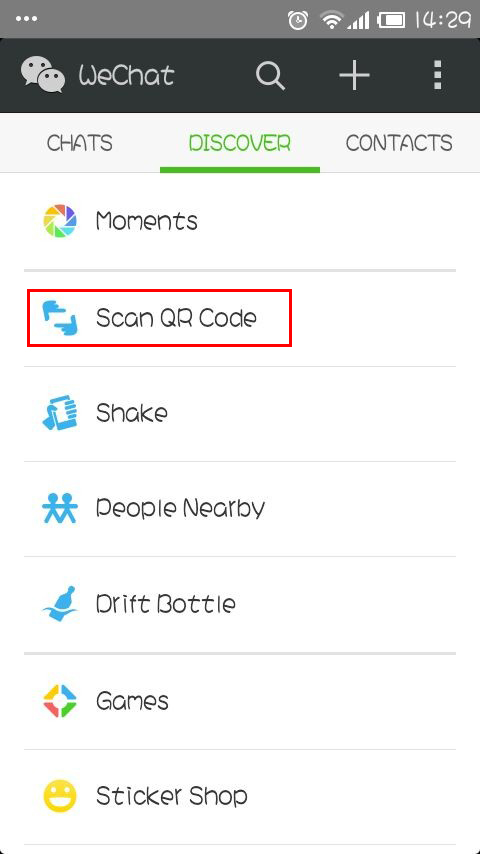 14:29
WeChat
CHATS DISCOVER CONTACTS
Moments
Scan QR Code
Shake
People Nearby
Drift Bottle
Games
Sticker Shop